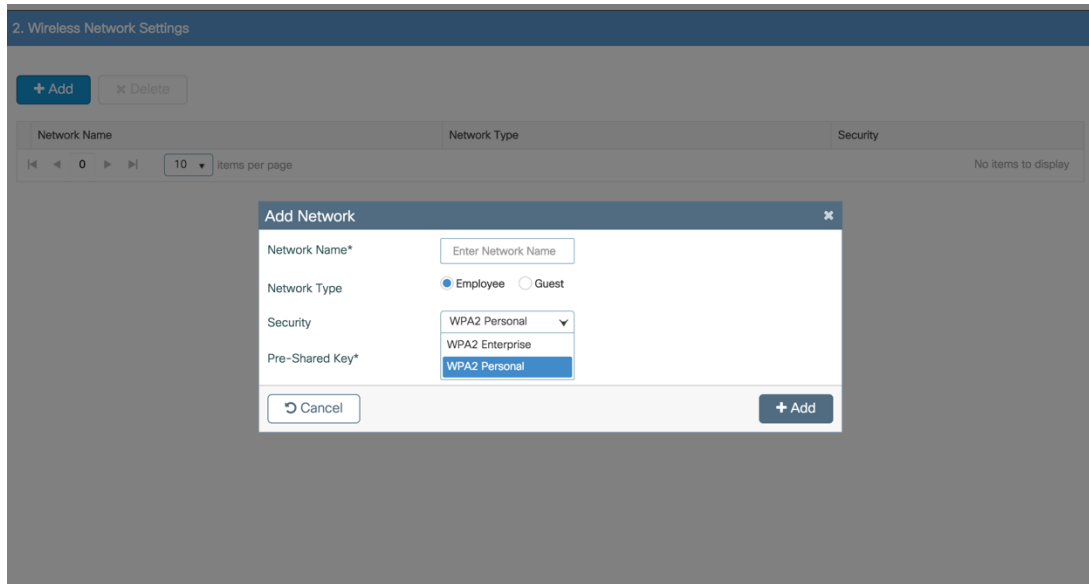 2. Wireless Network Settings
+ Add
✖ Delete
Network Name Network Type Security
0 10 items per page No items to display
Add Network ✖
Network Name* Enter Network Name
Network Type Employee Guest
Security WPA2 Personal
WPA2 Enterprise
Pre-Shared Key* WPA2 Personal
Cancel + Add